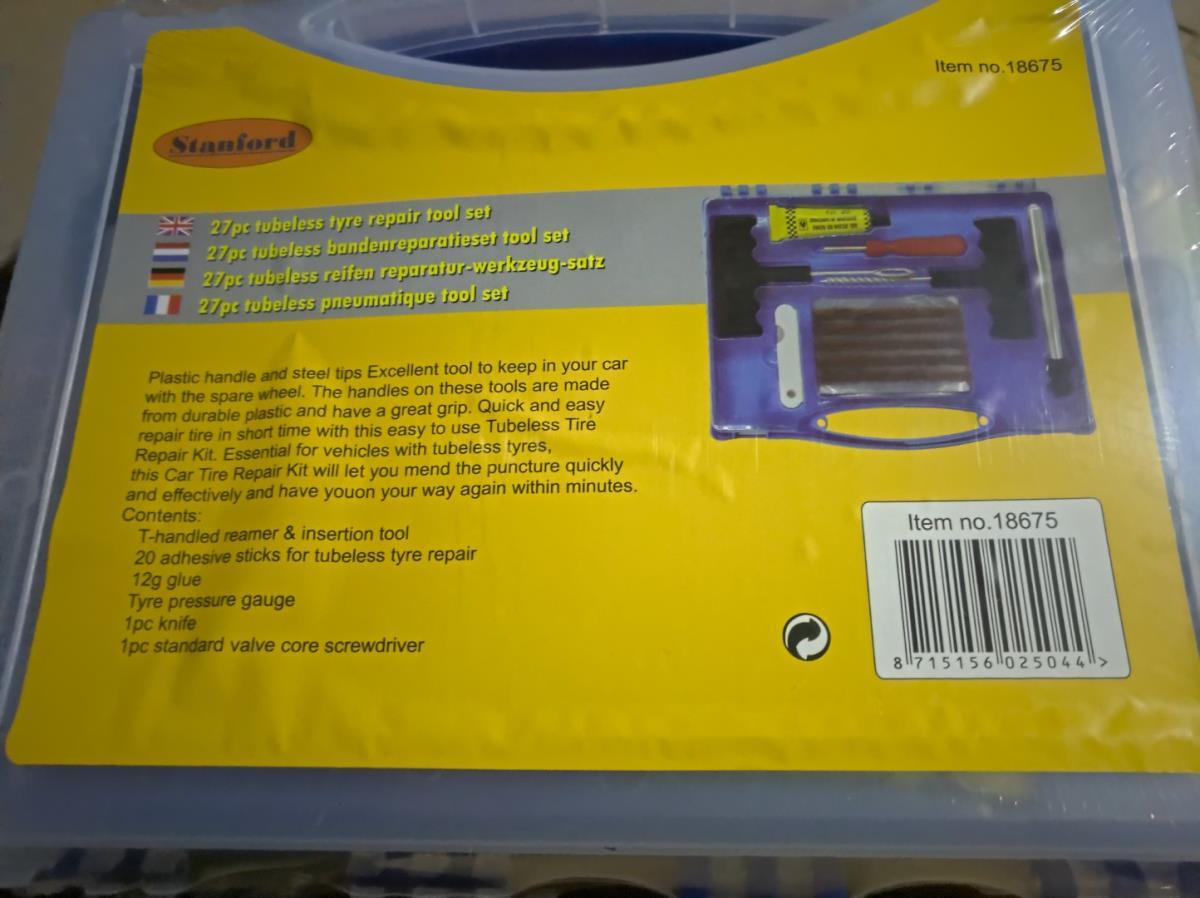 Item no.18675
Stanford
27pc tubeless tyre repair tool set
27pc tubeless bandenreparatieset tool set
27pc tubeless reifen reparatur-werkzeug-satz
27pc tubeless pneumatique tool set
Plastic handle and steel tips Excellent tool to keep in your car
with the spare wheel. The handles on these tools are made
from durable plastic and have a great grip. Quick and easy
repair tire in short time with this easy to use Tubeless Tire
Repair Kit. Essential for vehicles with tubeless tyres,
this Car Tire Repair Kit will let you mend the puncture quickly
and effectively and have youon your way again within minutes.
Contents:
T-handled reamer & insertion tool
20 adhesive sticks for tubeless tyre repair
12g glue
Tyre pressure gauge
1pc knife
1pc standard valve core screwdriver
Item no.18675
8 715156 025044 >